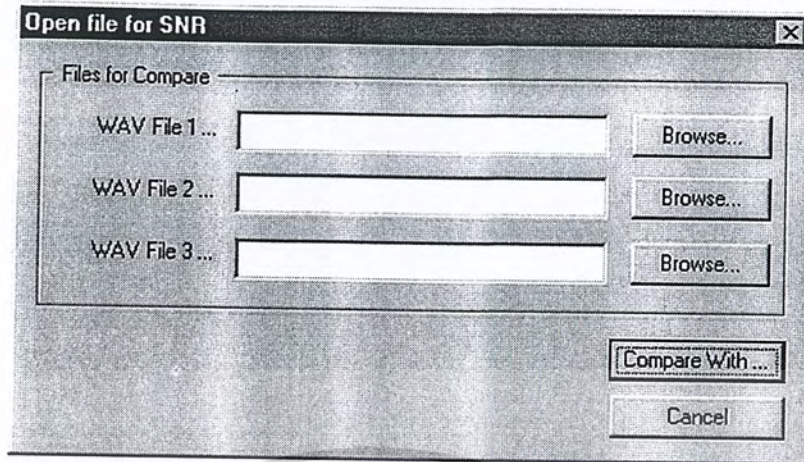 Open file for SNR
Files for Compare
WAV File 1 ...
Browse...
WAV File 2 ...
Browse...
WAV File 3 ...
Browse...
Compare With ...
Cancel